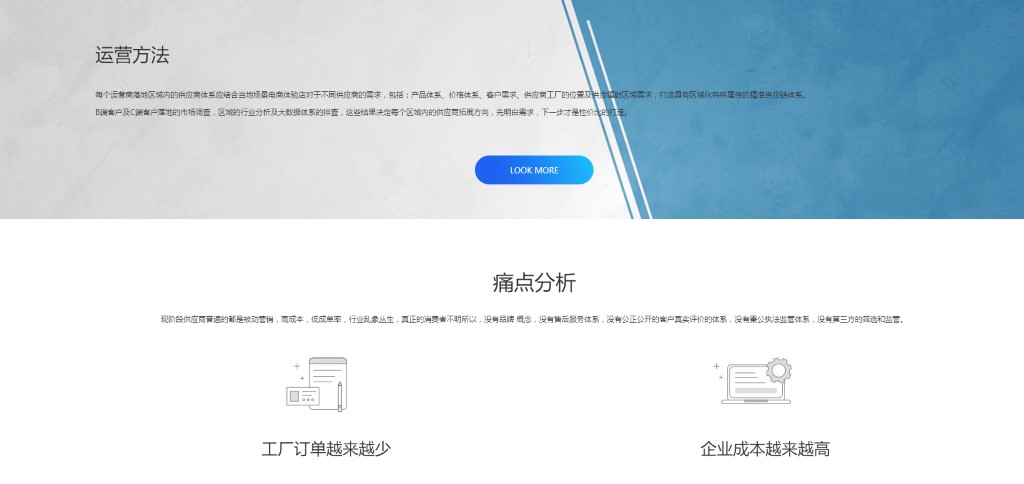 运营方法
每个运营商落地区域内的供应商体系应结合当地场景电商体验店对于不同供应商的需求，包括：产品体系、价格体系、客户需求、供应商工厂的位置及供应辐射区域需求，打造具有区域化特殊属性的精准供应链体系。
B端客户及C端客户落地的市场调查，区域的行业分析及大数据体系的排查，这些结果决定每个区域内的供应商拓展方向，先明白需求，下一步才是性价比的打造。
LOOK MORE
痛点分析
现阶段供应商普遍的都是被动营销，高成本，低成单率，行业乱象丛生，真正的消费者不明所以，没有品牌 概念，没有售后服务体系，没有公正公开的客户真实评价的体系，没有秉公执法监管体系，没有第三方的筛选和监管。
工厂订单越来越少
企业成本越来越高